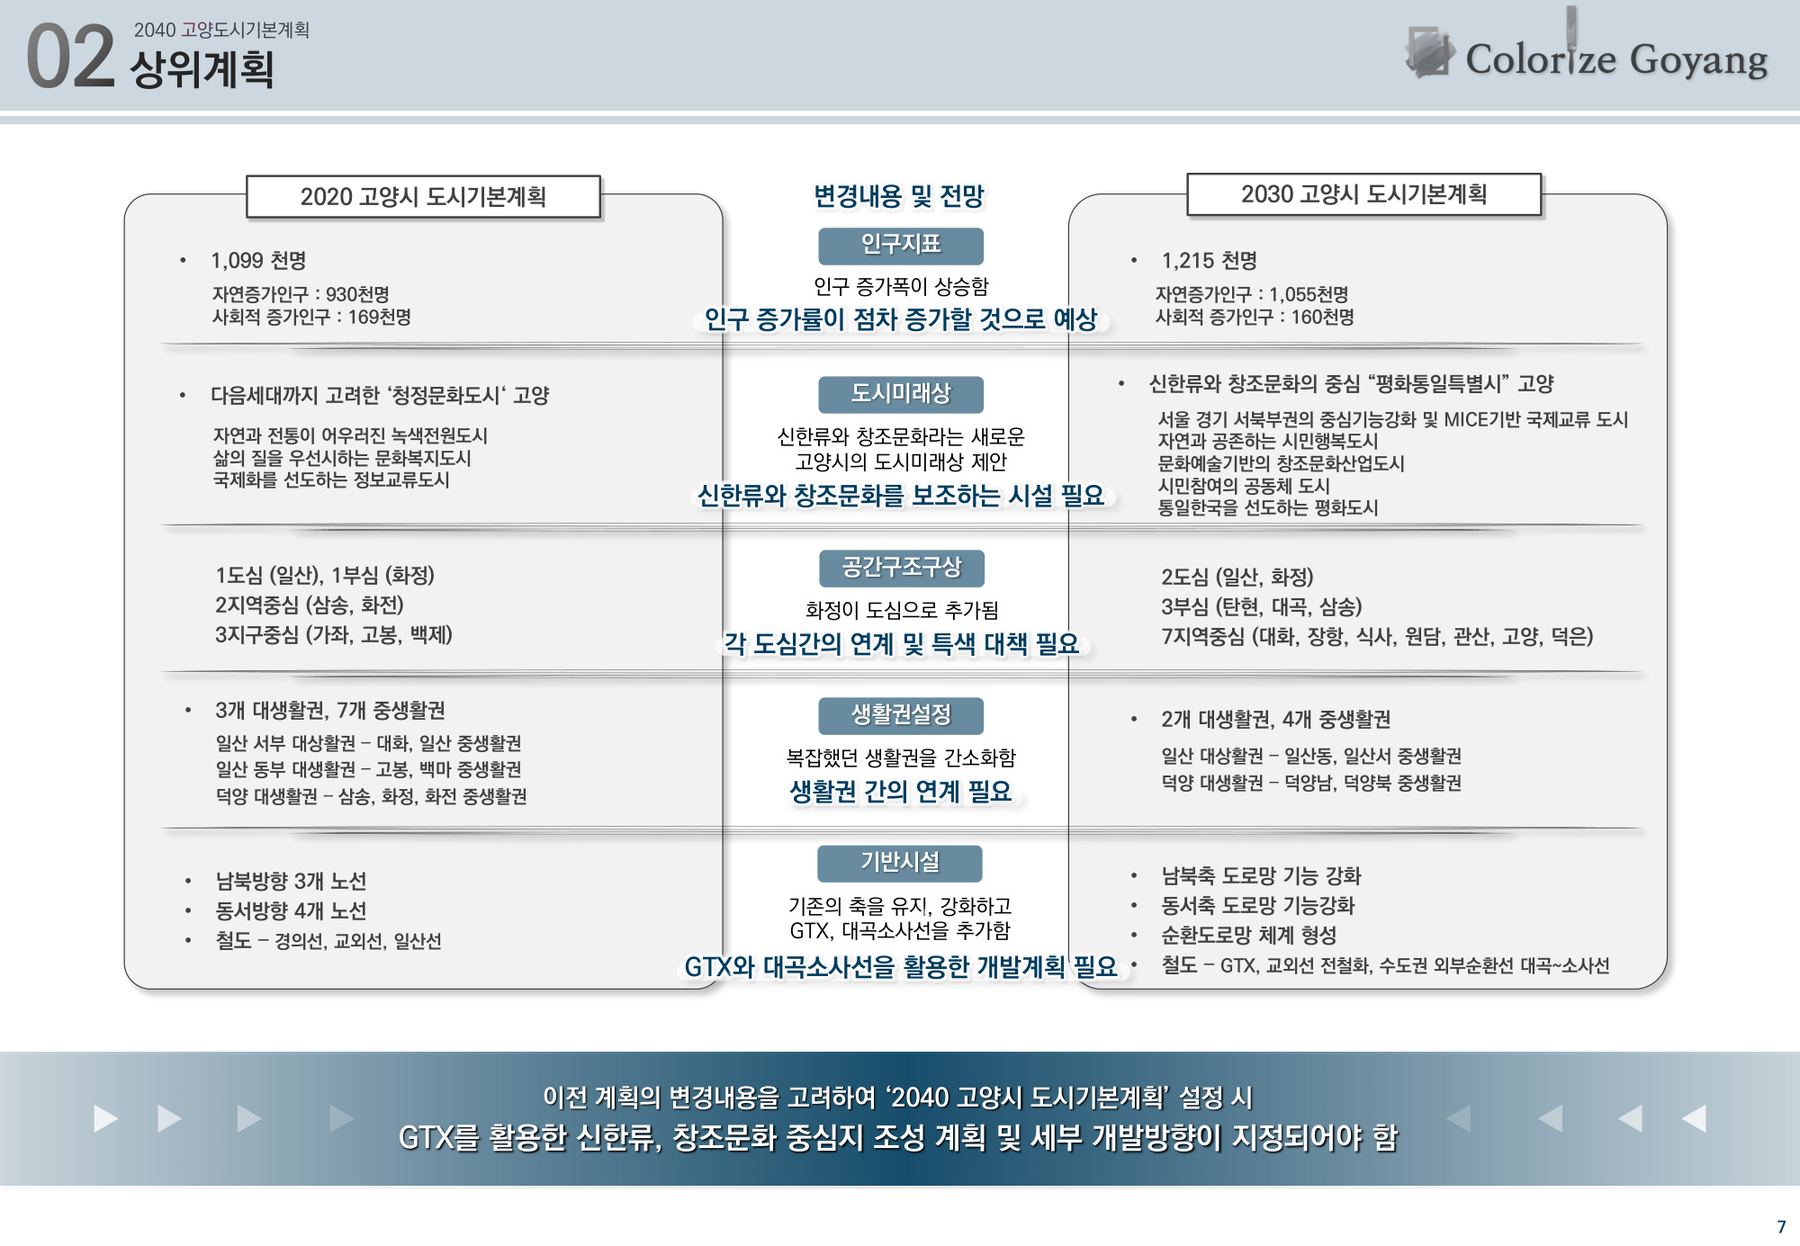 02
2040 고양도시기본계획
상위계획
Colorize Goyang
2020 고양시 도시기본계획
• 1,099 천명
자연증가인구 : 930천명
사회적 증가인구 : 169천명
• 다음세대까지 고려한 ‘청정문화도시‘ 고양
자연과 전통이 어우러진 녹색전원도시
삶의 질을 우선시하는 문화복지도시
국제화를 선도하는 정보교류도시
1도심 (일산), 1부심 (화정)
2지역중심 (삼송, 화전)
3지구중심 (가좌, 고봉, 백제)
• 3개 대생활권, 7개 중생활권
일산 서부 대상활권 – 대화, 일산 중생활권
일산 동부 대생활권 – 고봉, 백마 중생활권
덕양 대생활권 – 삼송, 화정, 화전 중생활권
• 남북방향 3개 노선
• 동서방향 4개 노선
• 철도 – 경의선, 교외선, 일산선
변경내용 및 전망
인구지표
인구 증가폭이 상승함
인구 증가률이 점차 증가할 것으로 예상
도시미래상
신한류와 창조문화라는 새로운
고양시의 도시미래상 제안
신한류와 창조문화를 보조하는 시설 필요
공간구조구상
화정이 도심으로 추가됨
각 도심간의 연계 및 특색 대책 필요
생활권설정
복잡했던 생활권을 간소화함
생활권 간의 연계 필요
기반시설
기존의 축을 유지, 강화하고
GTX, 대곡소사선을 추가함
GTX와 대곡소사선을 활용한 개발계획 필요
2030 고양시 도시기본계획
• 1,215 천명
자연증가인구 : 1,055천명
사회적 증가인구 : 160천명
• 신한류와 창조문화의 중심 “평화통일특별시” 고양
서울 경기 서북부권의 중심기능강화 및 MICE기반 국제교류 도시
자연과 공존하는 시민행복도시
문화예술기반의 창조문화산업도시
시민참여의 공동체 도시
통일한국을 선도하는 평화도시
2도심 (일산, 화정)
3부심 (탄현, 대곡, 삼송)
7지역중심 (대화, 장항, 식사, 원담, 관산, 고양, 덕은)
• 2개 대생활권, 4개 중생활권
일산 대상활권 – 일산동, 일산서 중생활권
덕양 대생활권 – 덕양남, 덕양북 중생활권
• 남북축 도로망 기능 강화
• 동서축 도로망 기능강화
• 순환도로망 체계 형성
• 철도 – GTX, 교외선 전철화, 수도권 외부순환선 대곡~소사선
이전 계획의 변경내용을 고려하여 ‘2040 고양시 도시기본계획’ 설정 시
GTX를 활용한 신한류, 창조문화 중심지 조성 계획 및 세부 개발방향이 지정되어야 함
7